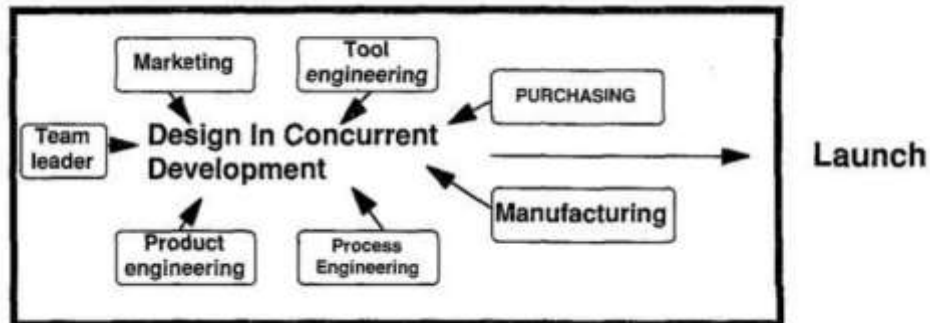 Marketing
Tool
engineering
PURCHASING
Team
leader
Design In Concurrent
Development
Launch
Manufacturing
Product
engineering
Process
Engineering